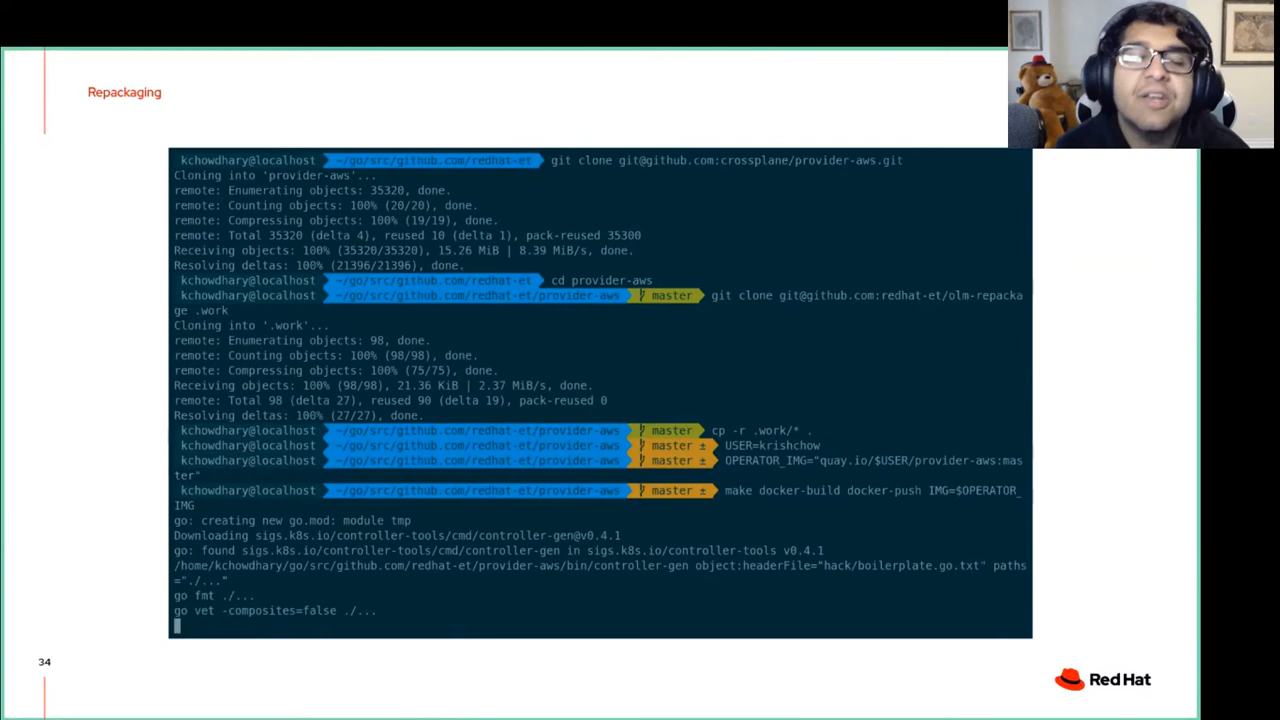 Repackaging
kchowdhary@localhost ~/go/src/github.com/redhat-et git clone git@github.com:crossplane/provider-aws.git
Cloning into 'provider-aws'...
remote: Enumerating objects: 35320, done.
remote: Counting objects: 100% (20/20), done.
remote: Compressing objects: 100% (19/19), done.
remote: Total 35320 (delta 4), reused 10 (delta 1), pack-reused 35300
Receiving objects: 100% (35320/35320), 15.26 MiB | 8.39 MiB/s, done.
Resolving deltas: 100% (21396/21396), done.
kchowdhary@localhost ~/go/src/github.com/redhat-et cd provider-aws
kchowdhary@localhost ~/go/src/github.com/redhat-et/provider-aws master git clone git@github.com:redhat-et/olm-repacka
ge .work
Cloning into '.work'...
remote: Enumerating objects: 98, done.
remote: Counting objects: 100% (98/98), done.
remote: Compressing objects: 100% (75/75), done.
Receiving objects: 100% (98/98), 21.36 KiB | 2.37 MiB/s, done.
remote: Total 98 (delta 27), reused 90 (delta 19), pack-reused 0
Resolving deltas: 100% (27/27), done.
kchowdhary@localhost ~/go/src/github.com/redhat-et/provider-aws master cp -r .work/* .
kchowdhary@localhost ~/go/src/github.com/redhat-et/provider-aws master ± USER=krishchow
kchowdhary@localhost ~/go/src/github.com/redhat-et/provider-aws master ± OPERATOR_IMG="quay.io/$USER/provider-aws:mas
ter"
kchowdhary@localhost ~/go/src/github.com/redhat-et/provider-aws master ± make docker-build docker-push IMG=$OPERATOR_
IMG
go: creating new go.mod: module tmp
Downloading sigs.k8s.io/controller-tools/cmd/controller-gen@v0.4.1
go: found sigs.k8s.io/controller-tools/cmd/controller-gen in sigs.k8s.io/controller-tools v0.4.1
/home/kchowdhary/go/src/github.com/redhat-et/provider-aws/bin/controller-gen object:headerFile="hack/boilerplate.go.txt" paths
="./..."
go fmt ./...
go vet -composites=false ./...
34
Red Hat